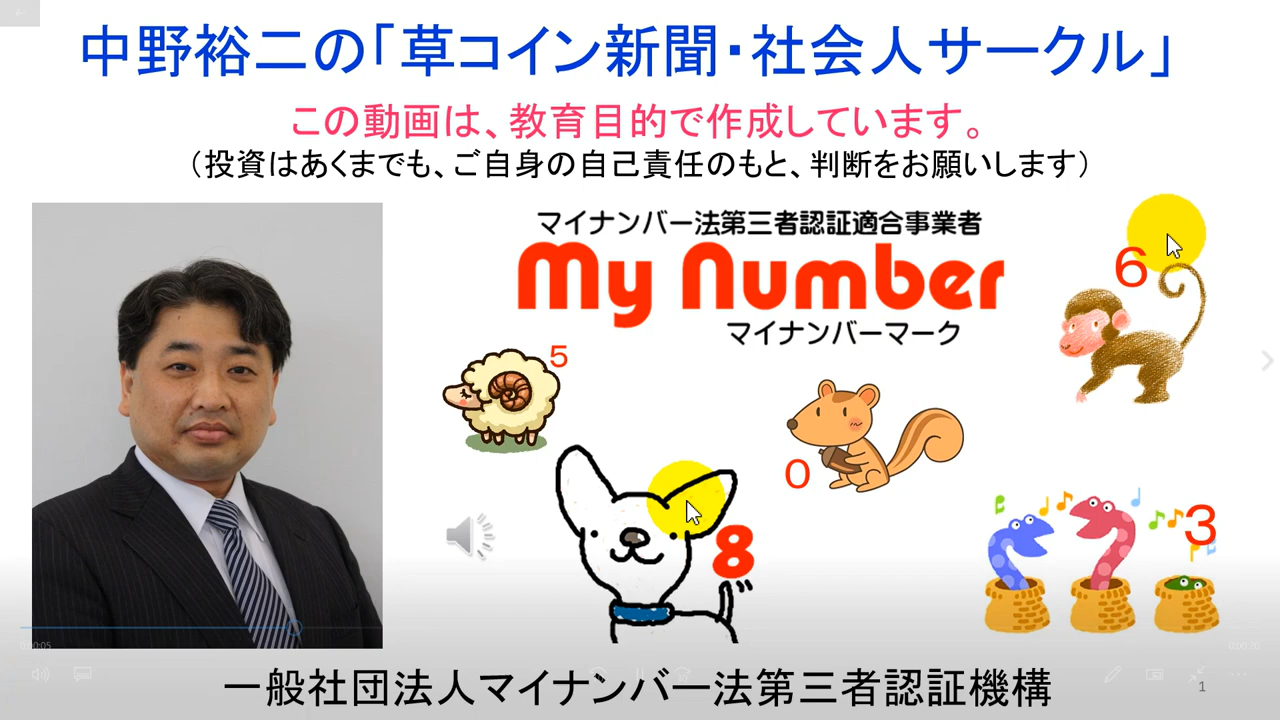 中野裕二の「草コイン新聞・社会人サークル」
この動画は、教育目的で作成しています。
（投資はあくまでも、ご自身の自己責任のもと、判断をお願いします）
マイナンバー法第三者認証適合事業者
My Number
マイナンバーマーク
6
5
0
8
3
0:00:05
0:00:20
一般社団法人マイナンバー法第三者認証機構
1